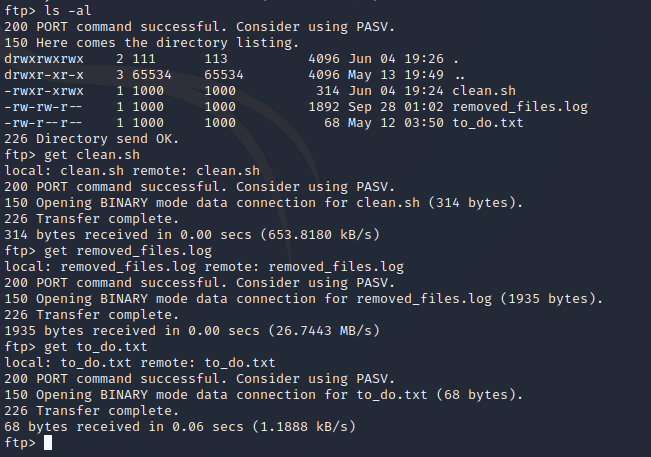 ftp> ls -al
200 PORT command successful. Consider using PASV.
150 Here comes the directory listing.
drwxrwxrwx    2 111      113          4096 Jun 04 19:26 .
drwxr-xr-x    3 65534    65534        4096 May 13 19:49 ..
-rwxr-xrwx    1 1000     1000          314 Jun 04 19:24 clean.sh
-rw-rw-r--    1 1000     1000         1892 Sep 28 01:02 removed_files.log
-rw-r--r--    1 1000     1000           68 May 12 03:50 to_do.txt
226 Directory send OK.
ftp> get clean.sh
local: clean.sh remote: clean.sh
200 PORT command successful. Consider using PASV.
150 Opening BINARY mode data connection for clean.sh (314 bytes).
226 Transfer complete.
314 bytes received in 0.00 secs (653.8180 kB/s)
ftp> get removed_files.log
local: removed_files.log remote: removed_files.log
200 PORT command successful. Consider using PASV.
150 Opening BINARY mode data connection for removed_files.log (1935 bytes).
226 Transfer complete.
1935 bytes received in 0.00 secs (26.7443 MB/s)
ftp> get to_do.txt
local: to_do.txt remote: to_do.txt
200 PORT command successful. Consider using PASV.
150 Opening BINARY mode data connection for to_do.txt (68 bytes).
226 Transfer complete.
68 bytes received in 0.06 secs (1.1888 kB/s)
ftp>